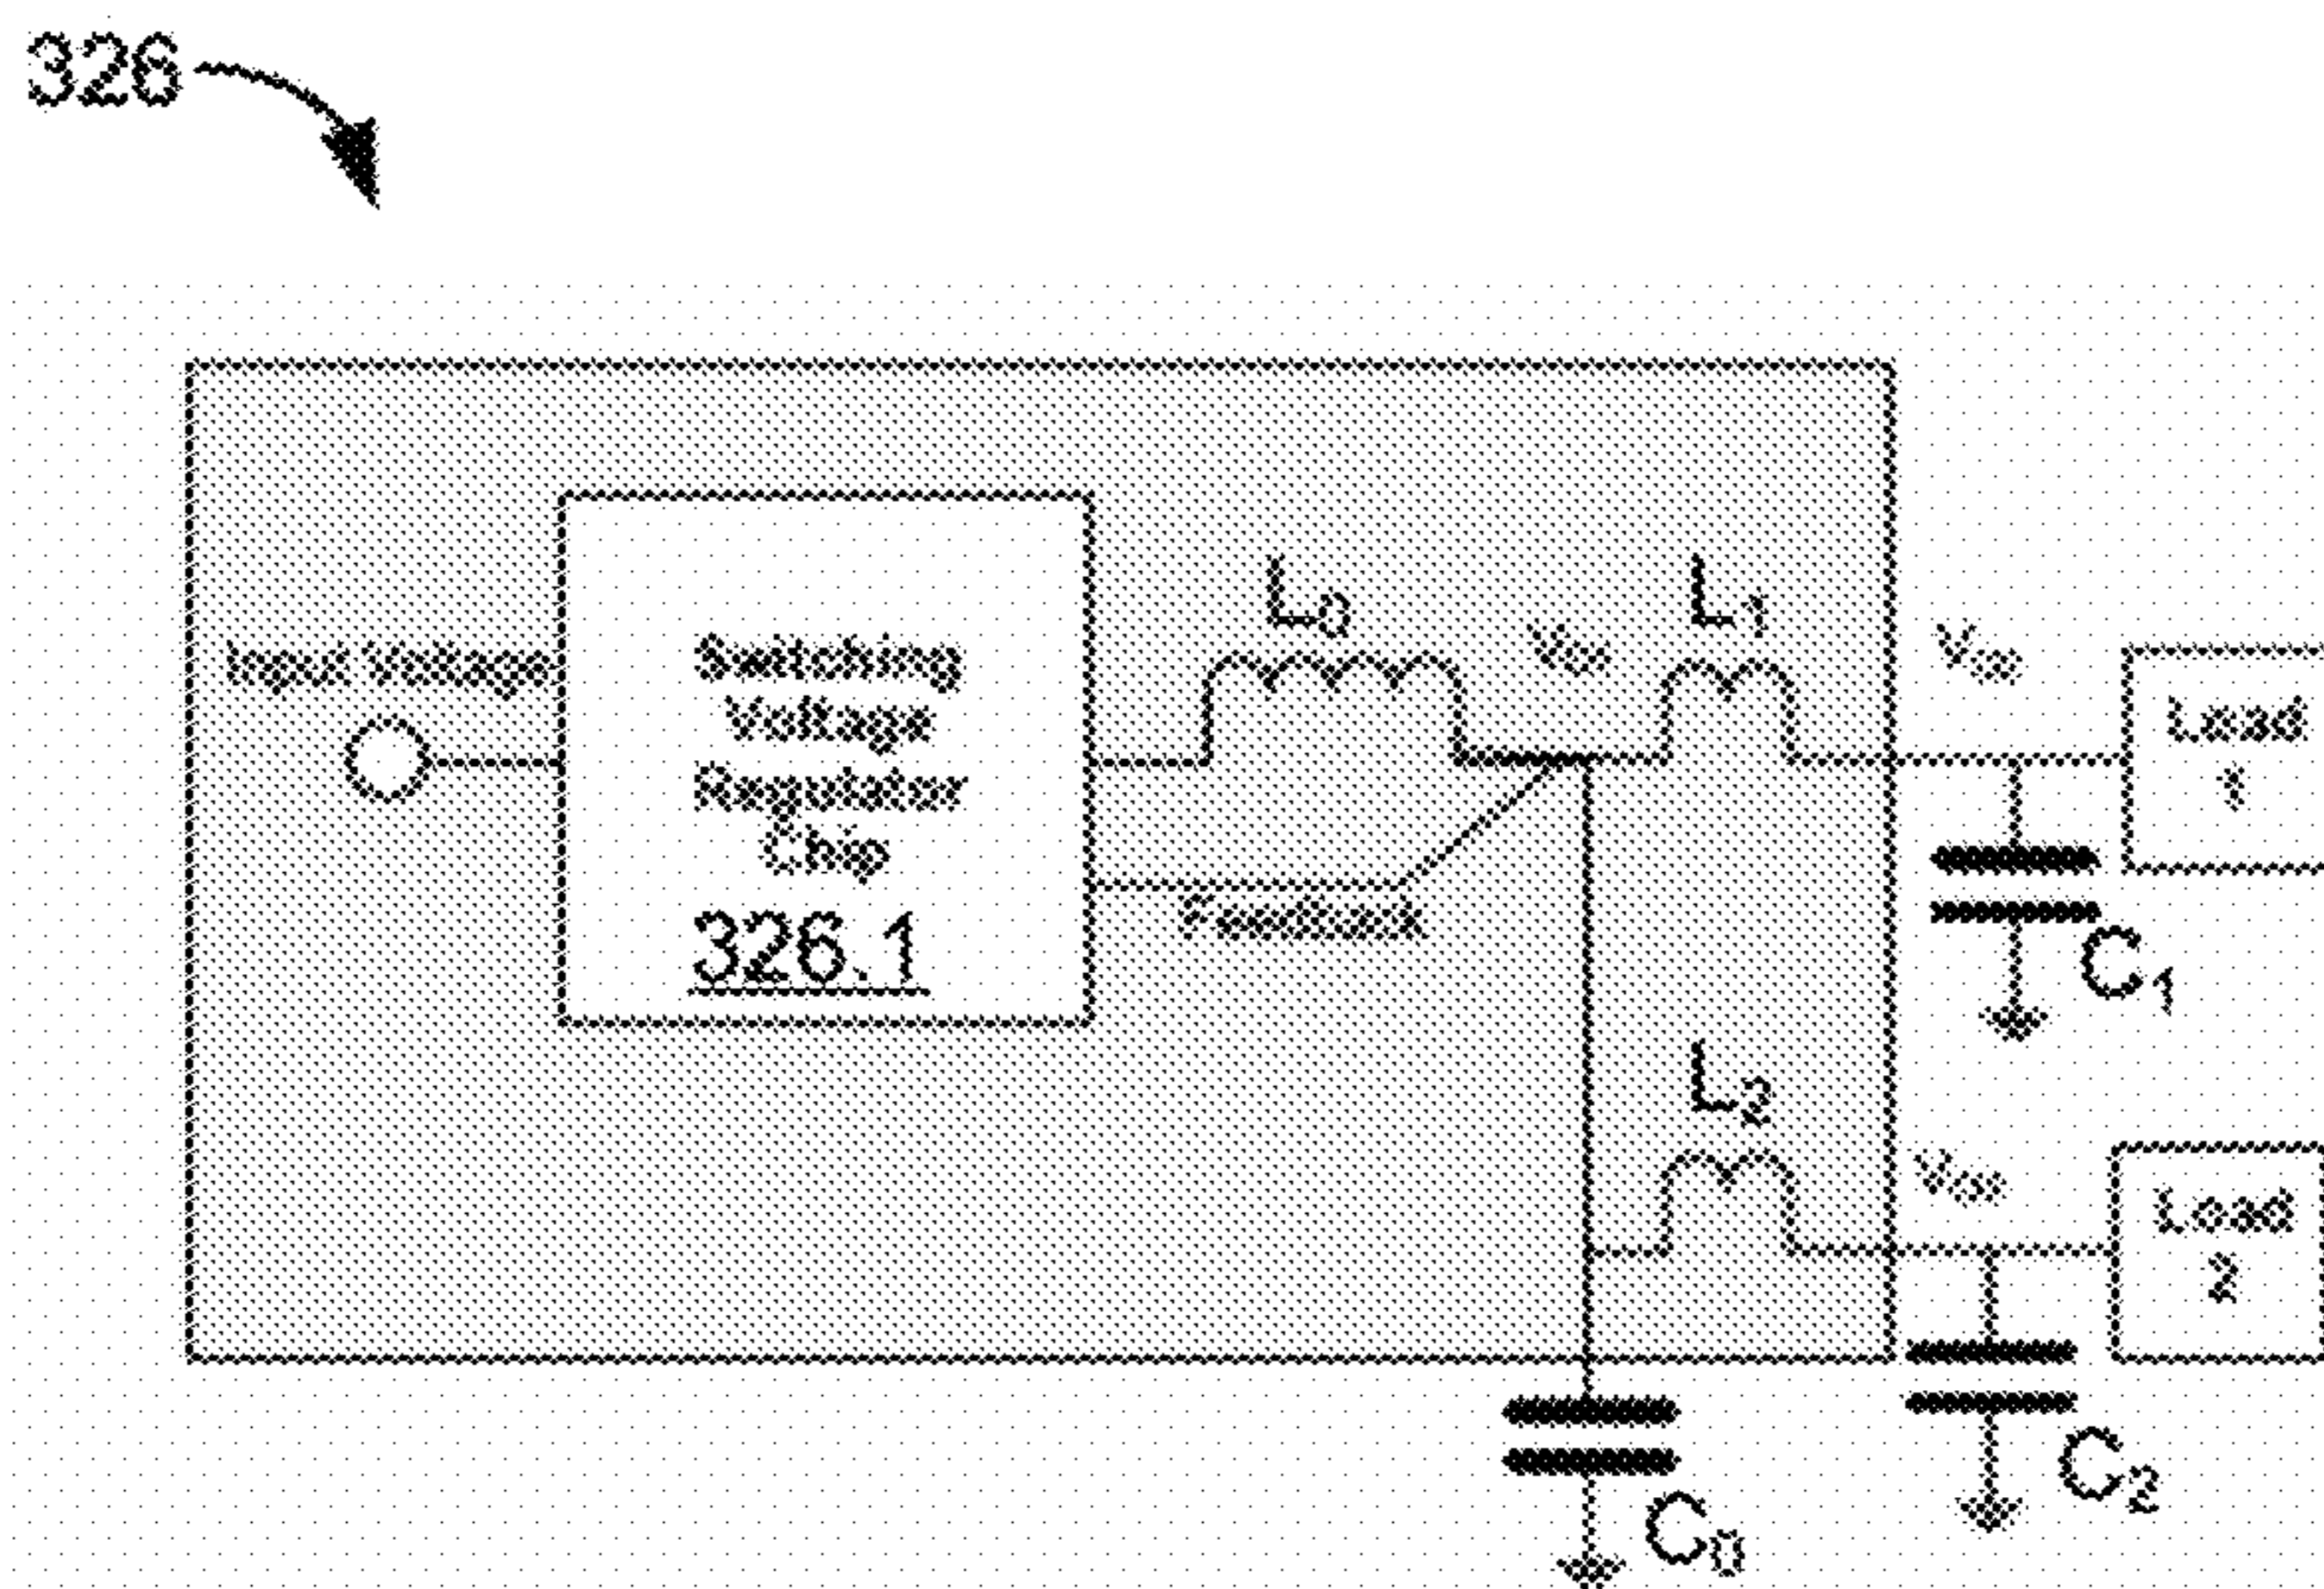 326
L0
L1
Input Voltage
Switching
Voltage
Regulator
Chip
326.1
Load
1
Feedback
C1
L2
Load
2
C2
C0